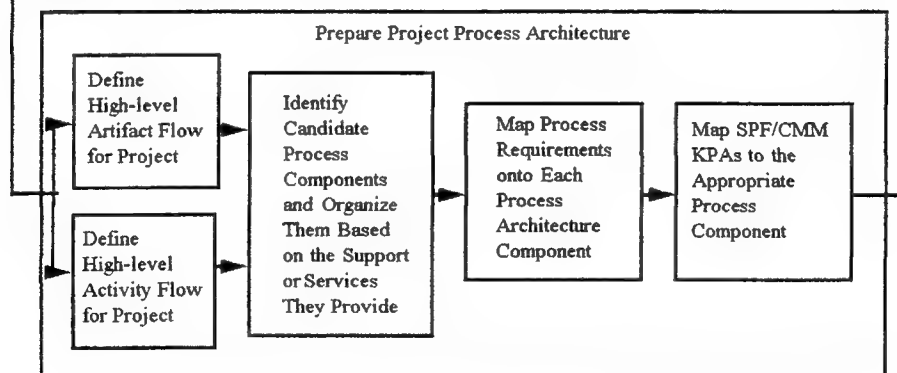 Prepare Project Process Architecture
Define
High-level
Artifact Flow
for Project
Define
High-level
Activity Flow
for Project
Identify
Candidate
Process
Components
and Organize
Them Based
on the Support
or Services
They Provide
Map Process
Requirements
onto Each
Process
Architecture
Component
Map SPF/CMM
KPAs to the
Appropriate
Process
Component